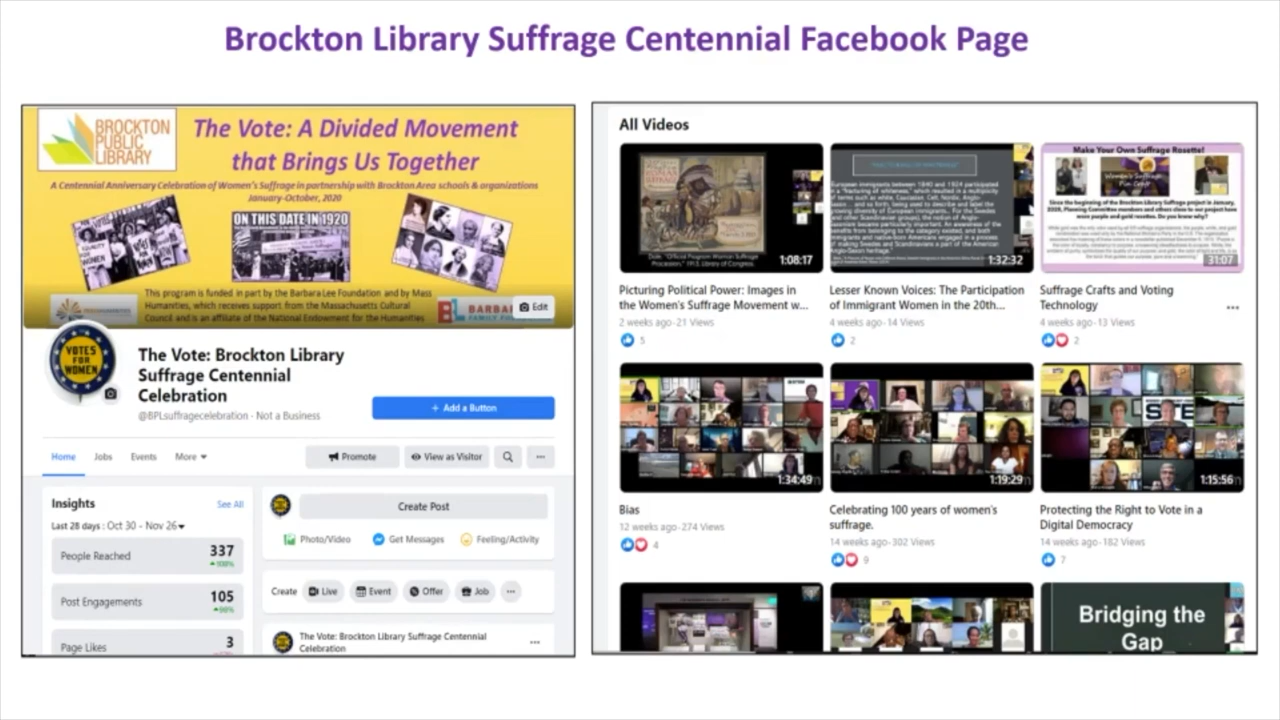 Brockton Library Suffrage Centennial Facebook Page
BROCKTON
PUBLIC
LIBRARY
The Vote: A Divided Movement
that Brings Us Together
A Centennial Anniversary Celebration of Women's Suffrage in partnership with Brockton Area schools & organizations
January-October, 2020
ON THIS DATE IN 1920
This program is funded in part by the Barbara Lee Foundation and by Mass
Humanities, which receives support from the Massachusetts Cultural
Council and is an affiliate of the National Endowment for the Humanities
Edit
VOTES
FOR
WOMEN
The Vote: Brockton Library
Suffrage Centennial
Celebration
@BPLsuffragecelebration · Not a Business
+ Add a Button
Home Jobs Events More
Promote View as Visitor
Insights See All
Last 28 days : Oct 30 - Nov 26
People Reached 337
Post Engagements 105
Page Likes 3
Create Post
Photo/Video Get Messages Feeling/Activity
Create Live Event Offer Job
The Vote: Brockton Library Suffrage Centennial
Celebration
All Videos
1:08:17
1:32:32
Make Your Own Suffrage Rosette!
31:07
Picturing Political Power: Images in
the Women's Suffrage Movement w...
2 weeks ago · 21 Views
5
Lesser Known Voices: The Participation
of Immigrant Women in the 20th...
4 weeks ago · 14 Views
2
Suffrage Crafts and Voting
Technology
4 weeks ago · 13 Views
2
1:34:49
1:19:29
1:15:56
Bias
12 weeks ago · 274 Views
4
Celebrating 100 years of women's
suffrage.
14 weeks ago · 302 Views
9
Protecting the Right to Vote in a
Digital Democracy
14 weeks ago · 182 Views
7
Bridging the
Gap